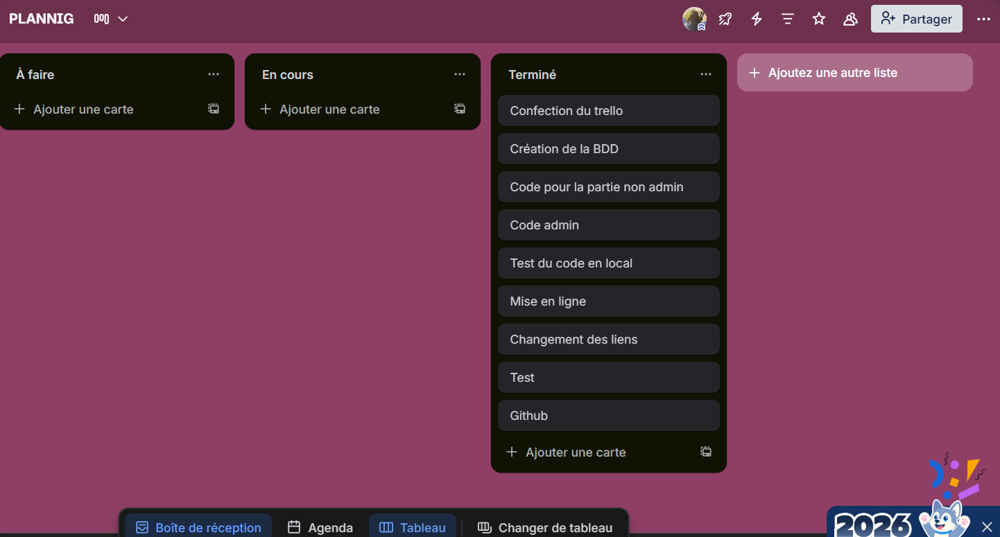 PLANNIG
Partager
À faire
Ajouter une carte
En cours
Ajouter une carte
Terminé
Confection du trello
Création de la BDD
Code pour la partie non admin
Code admin
Test du code en local
Mise en ligne
Changement des liens
Test
Github
Ajouter une carte
Ajoutez une autre liste
Boîte de réception
Agenda
Tableau
Changer de tableau
2026